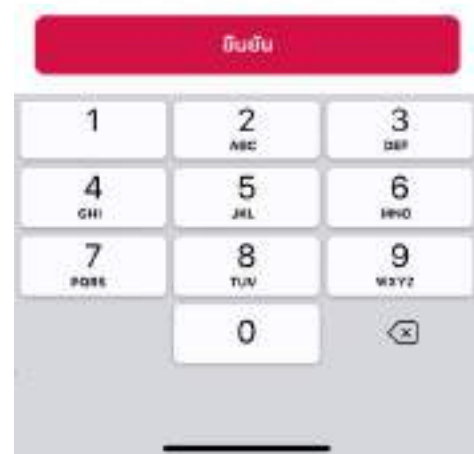 ยืนยัน
1 2 3
ABC DEF
4 5 6
GHI JKL MNO
7 8 9
PQRS TUV WXYZ
0